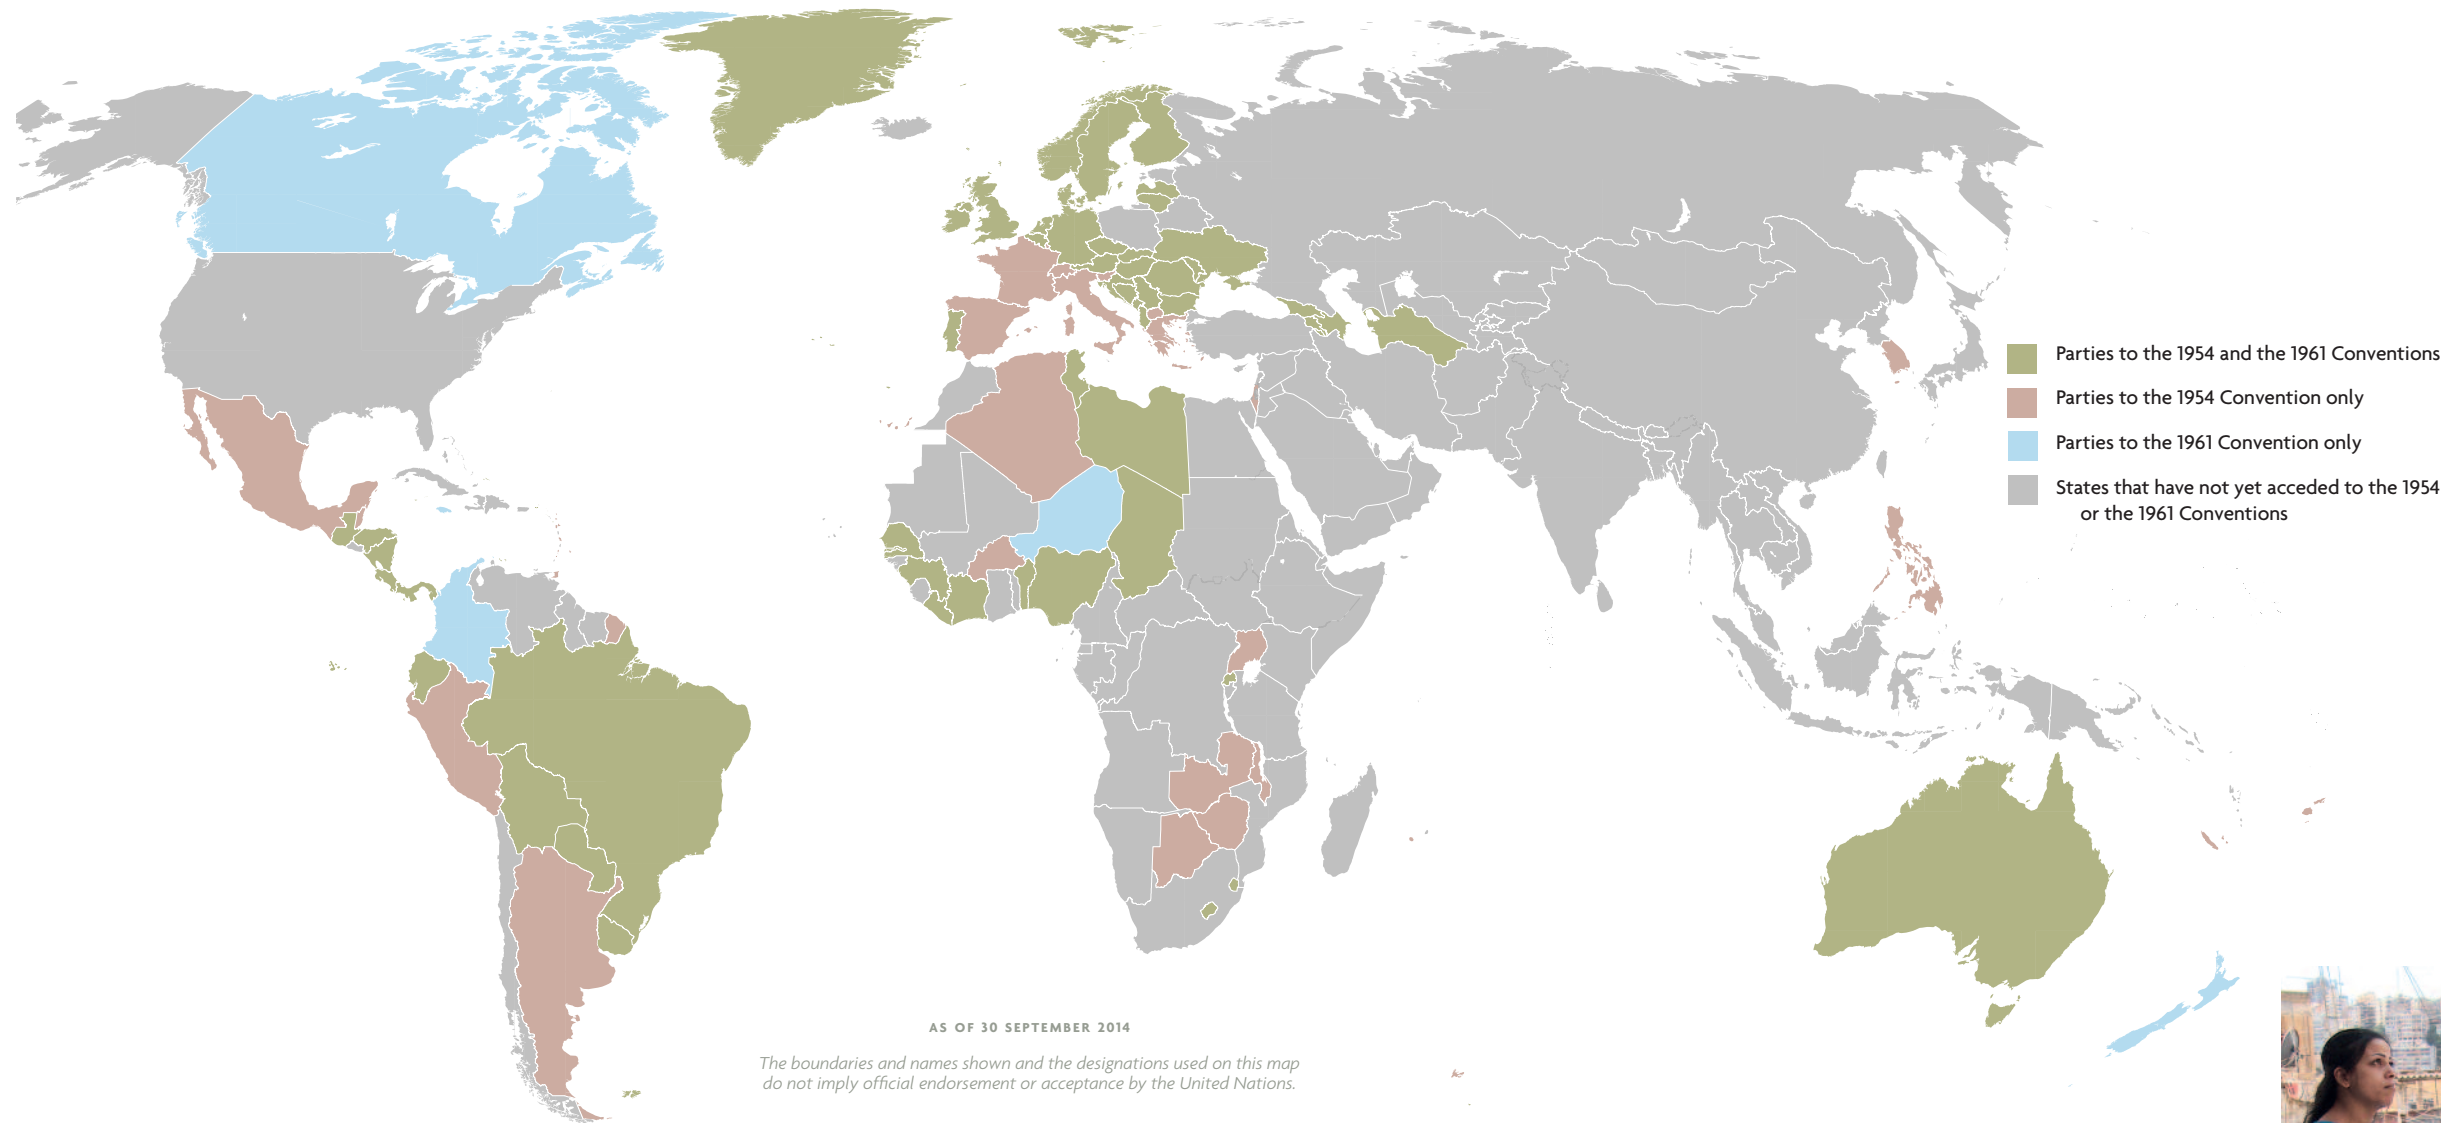 Parties to the 1954 and the 1961 Conventions
Parties to the 1954 Convention only
Parties to the 1961 Convention only
States that have not yet acceded to the 1954
or the 1961 Conventions
AS OF 30 SEPTEMBER 2014
The boundaries and names shown and the designations used on this map
do not imply official endorsement or acceptance by the United Nations.